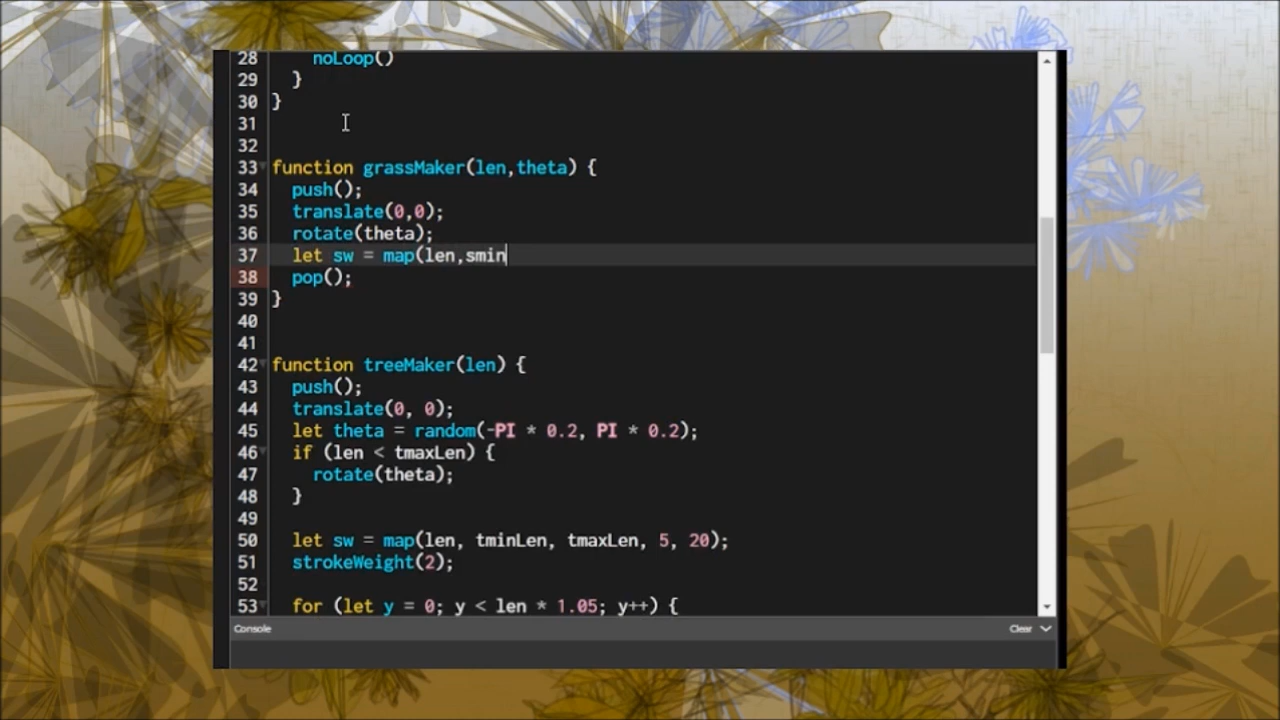 28 noLoop()
29 }
30 }
31
32
33 function grassMaker(len,theta) {
34 push();
35 translate(0,0);
36 rotate(theta);
37 let sw = map(len,smin
38 pop();
39 }
40
41
42 function treeMaker(len) {
43 push();
44 translate(0, 0);
45 let theta = random(-PI * 0.2, PI * 0.2);
46 if (len < tmaxLen) {
47 rotate(theta);
48 }
49
50 let sw = map(len, tminLen, tmaxLen, 5, 20);
51 strokeWeight(2);
52
53 for (let y = 0; y < len * 1.05; y++) {
Console Clear